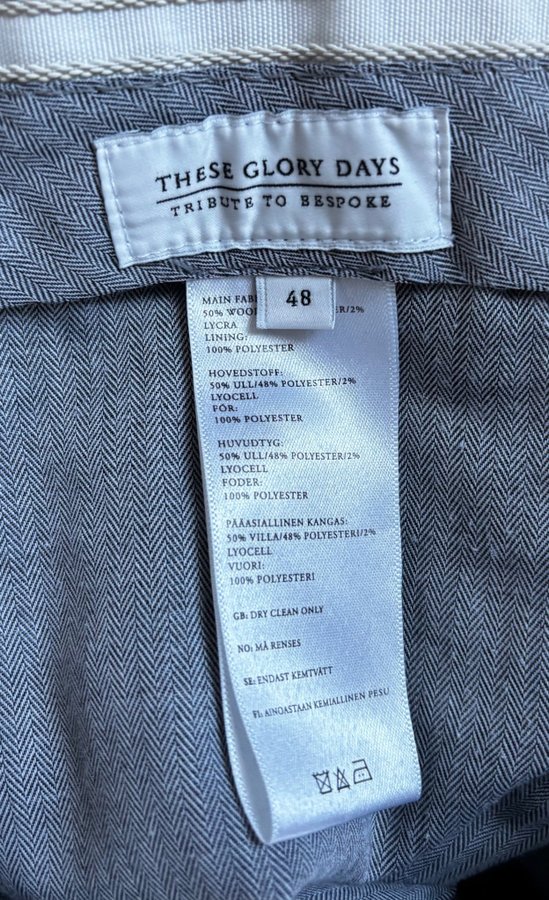 THESE GLORY DAYS
TRIBUTE TO BESPOKE
48
MAIN FAB
50% WOO ER/2%
LYCRA
LINING:
100% POLYESTER
HOVEDSTOFF:
50% ULL/48% POLYESTER/2%
LYOCELL
FÓR:
100% POLYESTER
HUVUDTYG:
50% ULL/48% POLYESTER/2%
LYOCELL
FODER:
100% POLYESTER
PÄÄASIALLINEN KANGAS:
50% VILLA/48% POLYESTERI/2%
LYOCELL
VUORI:
100% POLYESTERI
GB: DRY CLEAN ONLY
NO: MÅ RENSES
SE: ENDAST KEMTVÄTT
FI: AINOASTAAN KEMIALLINEN PESU